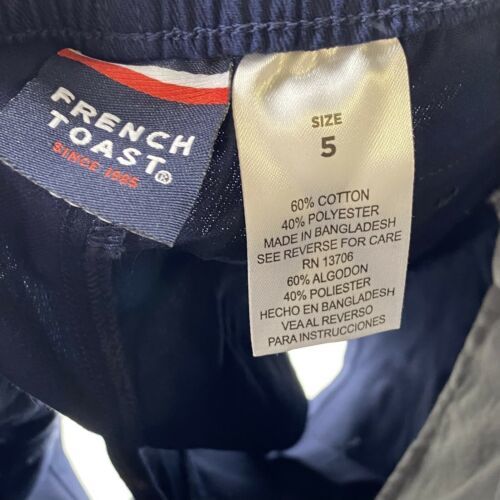 FRENCH
TOAST®
SINCE 1925
SIZE
5
60% COTTON
40% POLYESTER
MADE IN BANGLADESH
SEE REVERSE FOR CARE
RN 13706
60% ALGODON
40% POLIESTER
HECHO EN BANGLADESH
VEA AL REVERSO
PARA INSTRUCCIONES